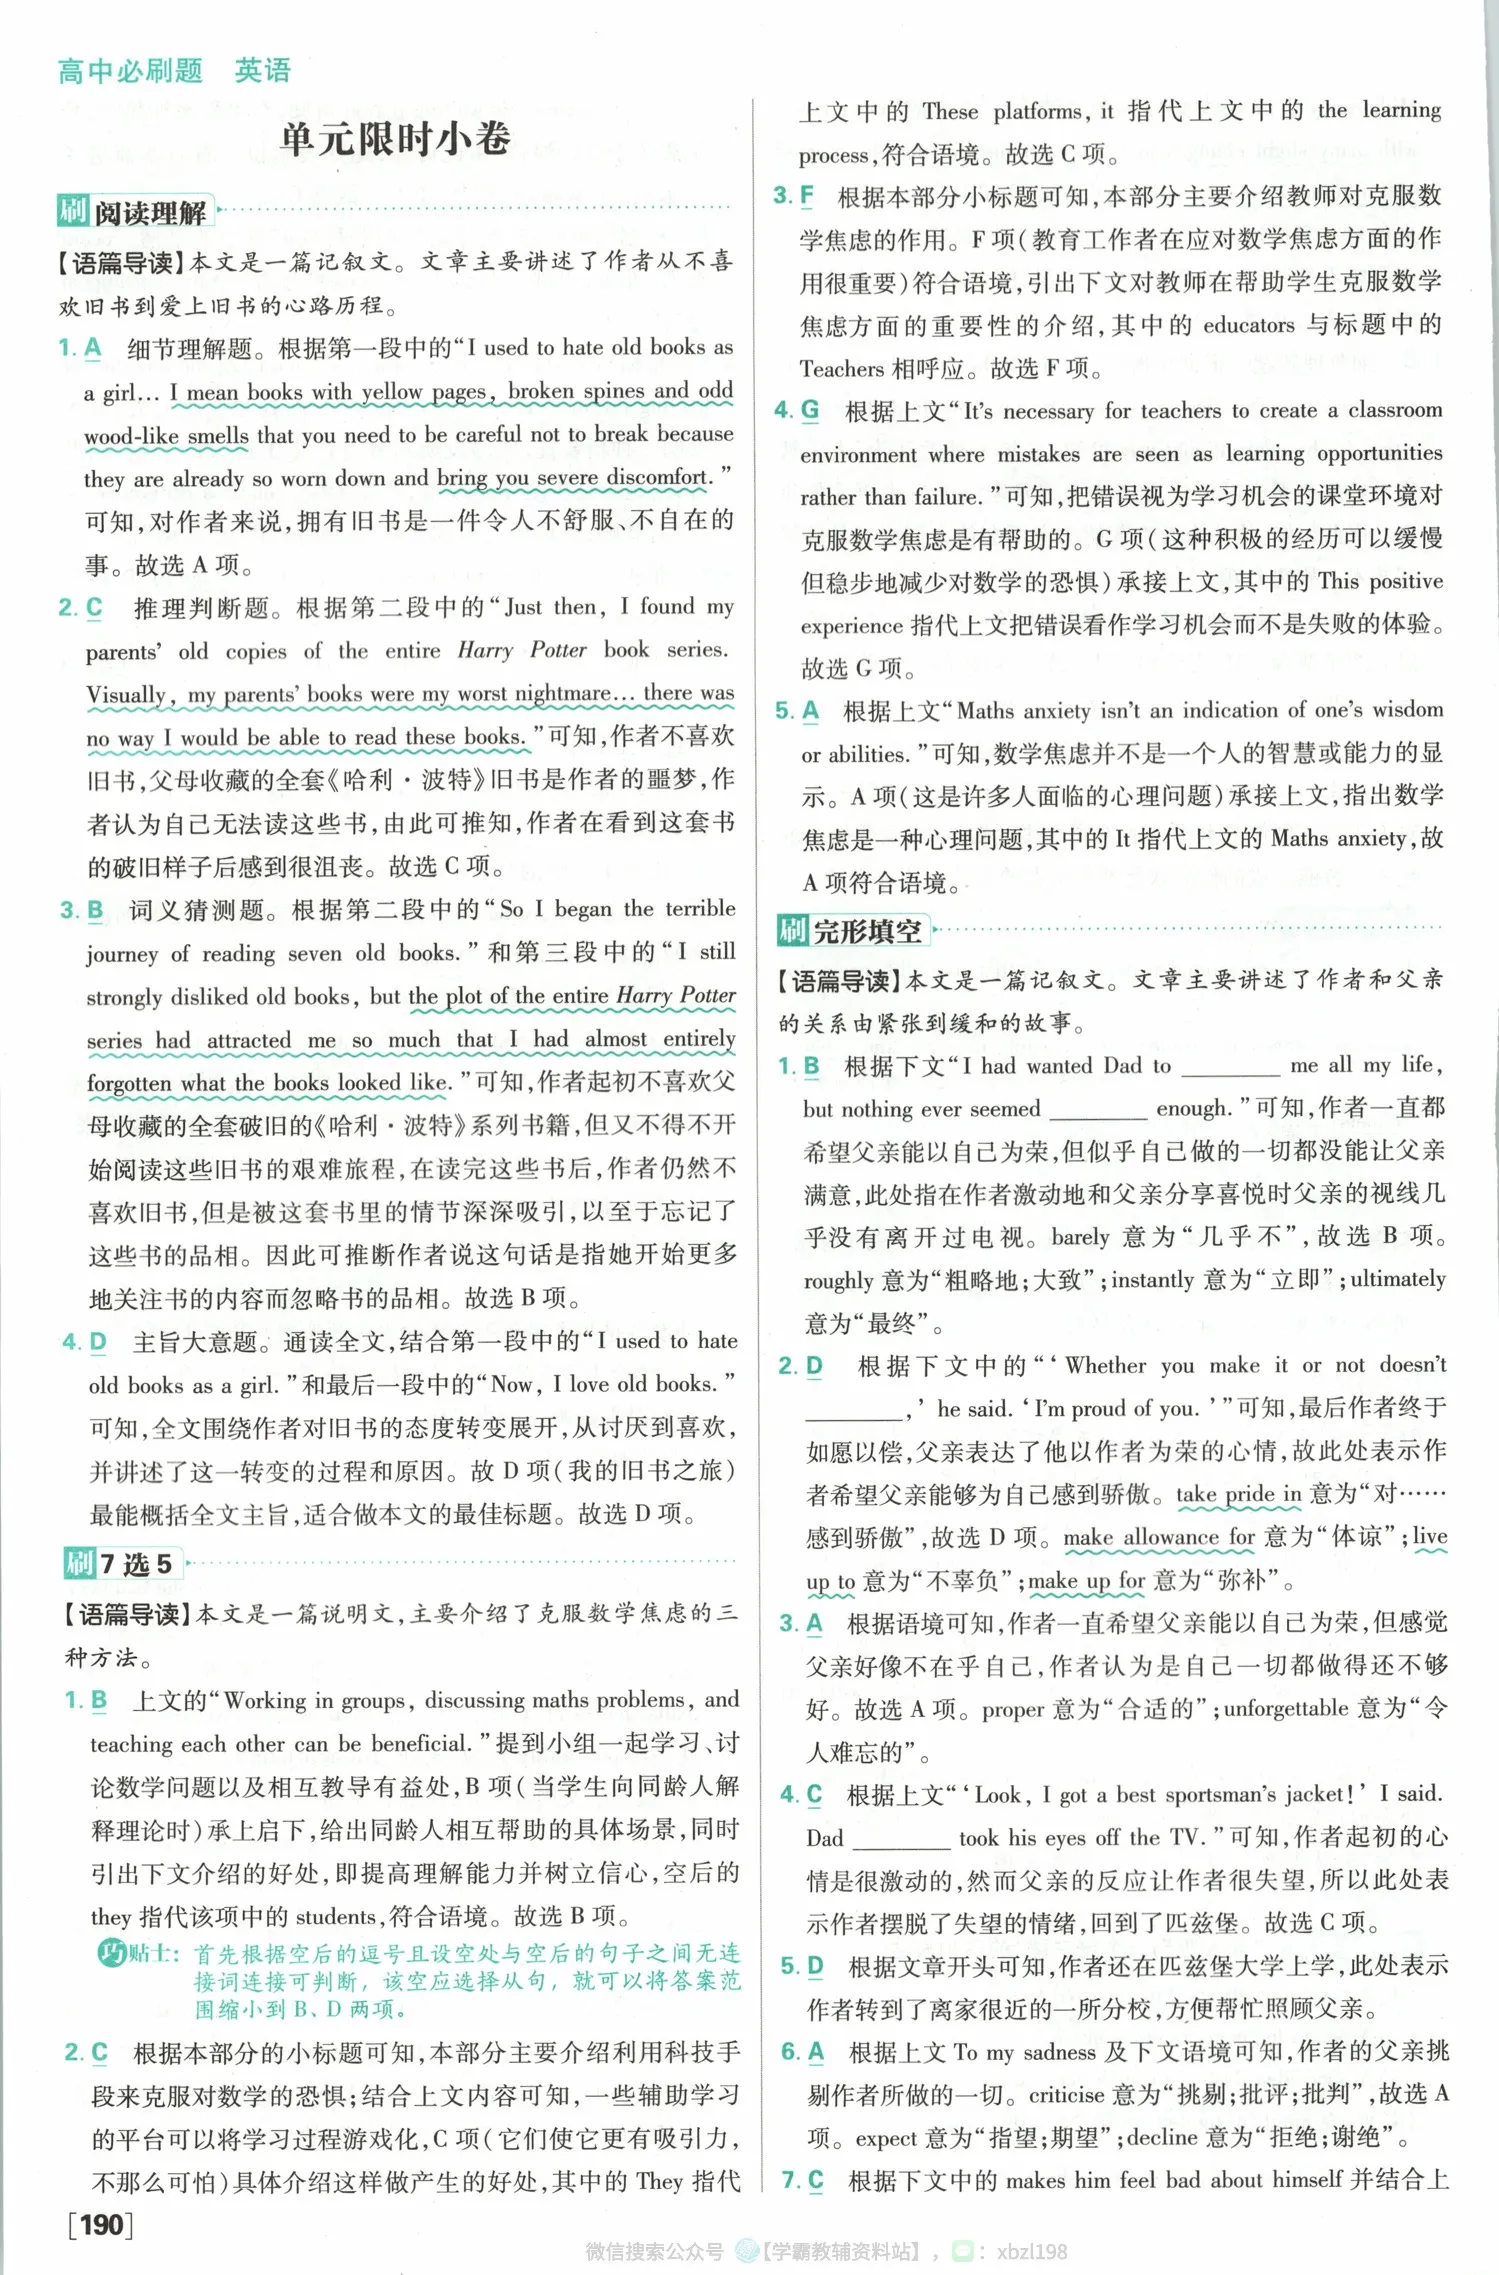 高中必刷题 英语
单元限时小卷
刷 阅读理解
【语篇导读】本文是一篇记叙文。文章主要讲述了作者从不喜
欢旧书到爱上旧书的心路历程。
1. A 细节理解题。根据第一段中的“I used to hate old books as
a girl… I mean books with yellow pages, broken spines and odd
wood-like smells that you need to be careful not to break because
they are already so worn down and bring you severe discomfort.”
可知,对作者来说,拥有旧书是一件令人不舒服、不自在的
事。故选 A 项。
2. C 推理判断题。根据第二段中的“Just then, I found my
parents’ old copies of the entire Harry Potter book series.
Visually, my parents’ books were my worst nightmare… there was
no way I would be able to read these books.”可知,作者不喜欢
旧书,父母收藏的全套《哈利·波特》旧书是作者的噩梦,作
者认为自己无法读这些书,由此可推知,作者在看到这套书
的破旧样子后感到很沮丧。故选 C 项。
3. B 词义猜测题。根据第二段中的“So I began the terrible
journey of reading seven old books.”和第三段中的“I still
strongly disliked old books, but the plot of the entire Harry Potter
series had attracted me so much that I had almost entirely
forgotten what the books looked like.”可知,作者起初不喜欢父
母收藏的全套破旧的《哈利·波特》系列书籍,但又不得不开
始阅读这些旧书的艰难旅程,在读完这些书后,作者仍然不
喜欢旧书,但是被这套书里的情节深深吸引,以至于忘记了
这些书的品相。因此可推断作者说这句话是指她开始更多
地关注书的内容而忽略书的品相。故选 B 项。
4. D 主旨大意题。通读全文,结合第一段中的“I used to hate
old books as a girl.”和最后一段中的“Now, I love old books.”
可知,全文围绕作者对旧书的态度转变展开,从讨厌到喜欢,
并讲述了这一转变的过程和原因。故 D 项(我的旧书之旅)
最能概括全文主旨,适合做本文的最佳标题。故选 D 项。
刷 7 选 5
【语篇导读】本文是一篇说明文,主要介绍了克服数学焦虑的三
种方法。
1. B 上文的“Working in groups, discussing maths problems, and
teaching each other can be beneficial.”提到小组一起学习、讨
论数学问题以及相互教导有益处,B 项(当学生向同龄人解
释理论时)承上启下,给出同龄人相互帮助的具体场景,同时
引出下文介绍的好处,即提高理解能力并树立信心,空后的
they 指代该项中的 students,符合语境。故选 B 项。
巧贴士:首先根据空后的逗号且设空处与空后的句子之间无连
接词连接可判断,该空应选择从句,就可以将答案范
围缩小到 B、D 两项。
2. C 根据本部分的小标题可知,本部分主要介绍利用科技手
段来克服对数学的恐惧;结合上文内容可知,一些辅助学习
的平台可以将学习过程游戏化,C 项(它们使它更有吸引力,
不那么可怕)具体介绍这样做产生的好处,其中的 They 指代
[190]
上文中的 These platforms, it 指代上文中的 the learning
process,符合语境。故选 C 项。
3. F 根据本部分小标题可知,本部分主要介绍教师对克服数
学焦虑的作用。F 项(教育工作者在应对数学焦虑方面的作
用很重要)符合语境,引出下文对教师在帮助学生克服数学
焦虑方面的重要性的介绍,其中的 educators 与标题中的
Teachers 相呼应。故选 F 项。
4. G 根据上文“It’s necessary for teachers to create a classroom
environment where mistakes are seen as learning opportunities
rather than failure.”可知,把错误视为学习机会的课堂环境对
克服数学焦虑是有帮助的。G 项(这种积极的经历可以缓慢
但稳步地减少对数学的恐惧)承接上文,其中的 This positive
experience 指代上文把错误看作学习机会而不是失败的体验。
故选 G 项。
5. A 根据上文“Maths anxiety isn’t an indication of one’s wisdom
or abilities.”可知,数学焦虑并不是一个人的智慧或能力的显
示。A 项(这是许多人面临的心理问题)承接上文,指出数学
焦虑是一种心理问题,其中的 It 指代上文的 Maths anxiety,故
A 项符合语境。
刷 完形填空
【语篇导读】本文是一篇记叙文。文章主要讲述了作者和父亲
的关系由紧张到缓和的故事。
1. B 根据下文“I had wanted Dad to ________ me all my life,
but nothing ever seemed ________ enough.”可知,作者一直都
希望父亲能以自己为荣,但似乎自己做的一切都没能让父亲
满意,此处指在作者激动地和父亲分享喜悦时父亲的视线几
乎没有离开过电视。barely 意为“几乎不”,故选 B 项。
roughly 意为“粗略地;大致”;instantly 意为“立即”;ultimately
意为“最终”。
2. D 根据下文中的“‘Whether you make it or not doesn’t
________,’ he said. ‘I’m proud of you.’”可知,最后作者终于
如愿以偿,父亲表达了他以作者为荣的心情,故此处表示作
者希望父亲能够为自己感到骄傲。take pride in 意为“对……
感到骄傲”,故选 D 项。make allowance for 意为“体谅”;live
up to 意为“不辜负”;make up for 意为“弥补”。
3. A 根据语境可知,作者一直希望父亲能以自己为荣,但感觉
父亲好像不在乎自己,作者认为是自己一切都做得还不够
好。故选 A 项。proper 意为“合适的”;unforgettable 意为“令
人难忘的”。
4. C 根据上文“‘Look, I got a best sportsman’s jacket!’ I said.
Dad ________ took his eyes off the TV.”可知,作者起初的心
情是很激动的,然而父亲的反应让作者很失望,所以此处表
示作者摆脱了失望的情绪,回到了匹兹堡。故选 C 项。
5. D 根据文章开头可知,作者还在匹兹堡大学上学,此处表示
作者转到了离家很近的一所分校,方便帮忙照顾父亲。
6. A 根据上文 To my sadness 及下文语境可知,作者的父亲挑
剔作者所做的一切。criticise 意为“挑剔;批评;批判”,故选 A
项。expect 意为“指望;期望”;decline 意为“拒绝;谢绝”。
7. C 根据下文中的 makes him feel bad about himself 并结合上
微信搜索公众号 【学霸教辅资料站】, : xbzl198